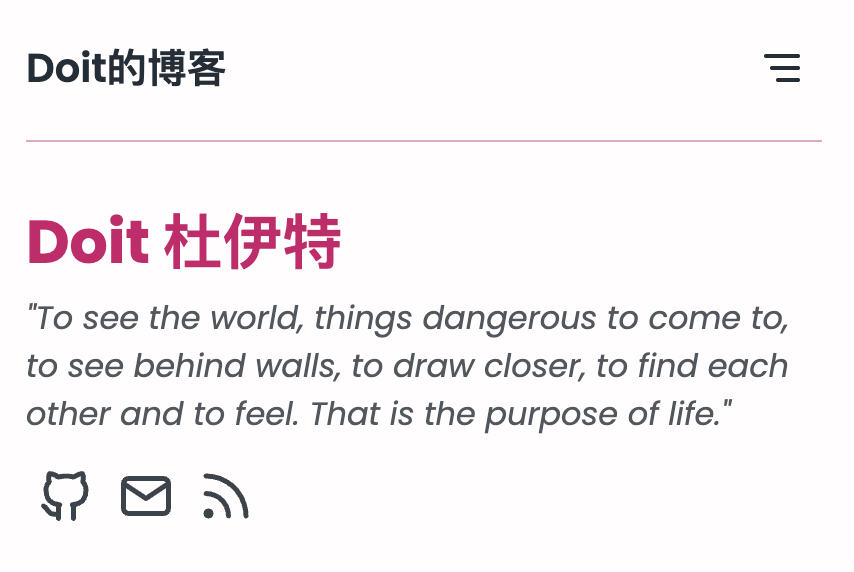 Doit的博客
Doit 杜伊特
"To see the world, things dangerous to come to,
to see behind walls, to draw closer, to find each
other and to feel. That is the purpose of life."